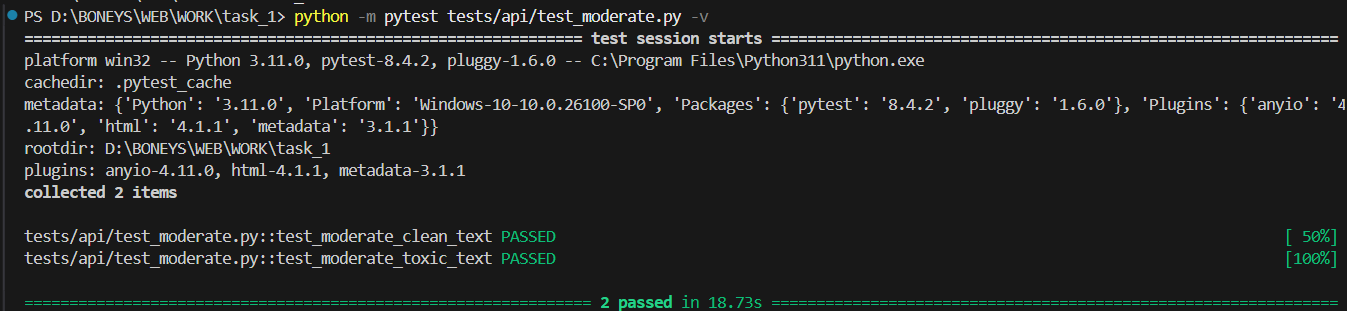 PS D:\BONEYS\WEB\WORK\task_1> python -m pytest tests/api/test_moderate.py -v
============================================================== test session starts ===============================================================
platform win32 -- Python 3.11.0, pytest-8.4.2, pluggy-1.6.0 -- C:\Program Files\Python311\python.exe
cachedir: .pytest_cache
metadata: {'Python': '3.11.0', 'Platform': 'Windows-10-10.0.26100-SP0', 'Packages': {'pytest': '8.4.2', 'pluggy': '1.6.0'}, 'Plugins': {'anyio': '4
.11.0', 'html': '4.1.1', 'metadata': '3.1.1'}}
rootdir: D:\BONEYS\WEB\WORK\task_1
plugins: anyio-4.11.0, html-4.1.1, metadata-3.1.1
collected 2 items
tests/api/test_moderate.py::test_moderate_clean_text PASSED [ 50%]
tests/api/test_moderate.py::test_moderate_toxic_text PASSED [100%]
=============================================================== 2 passed in 18.73s ===============================================================